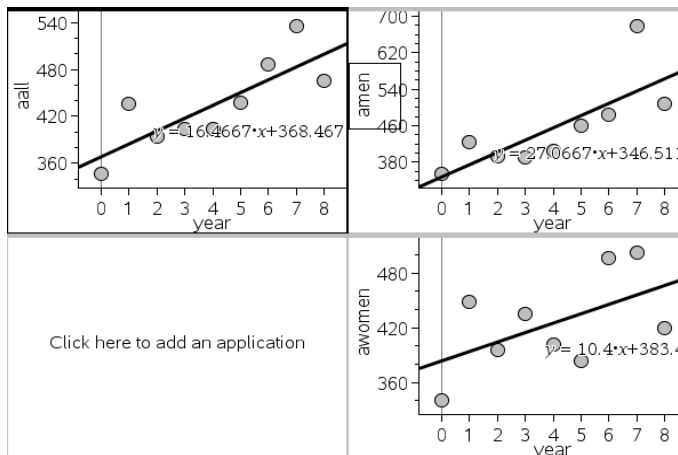 540
480
420
360
aall
y = 16.4667·x+368.467
0 1 2 3 4 5 6 7 8
year
700
620
540
460
380
amen
y = 27.0667·x+346.511
0 1 2 3 4 5 6 7 8
year
Click here to add an application
480
420
360
awomen
y = 10.4·x+383.4
0 1 2 3 4 5 6 7 8
year